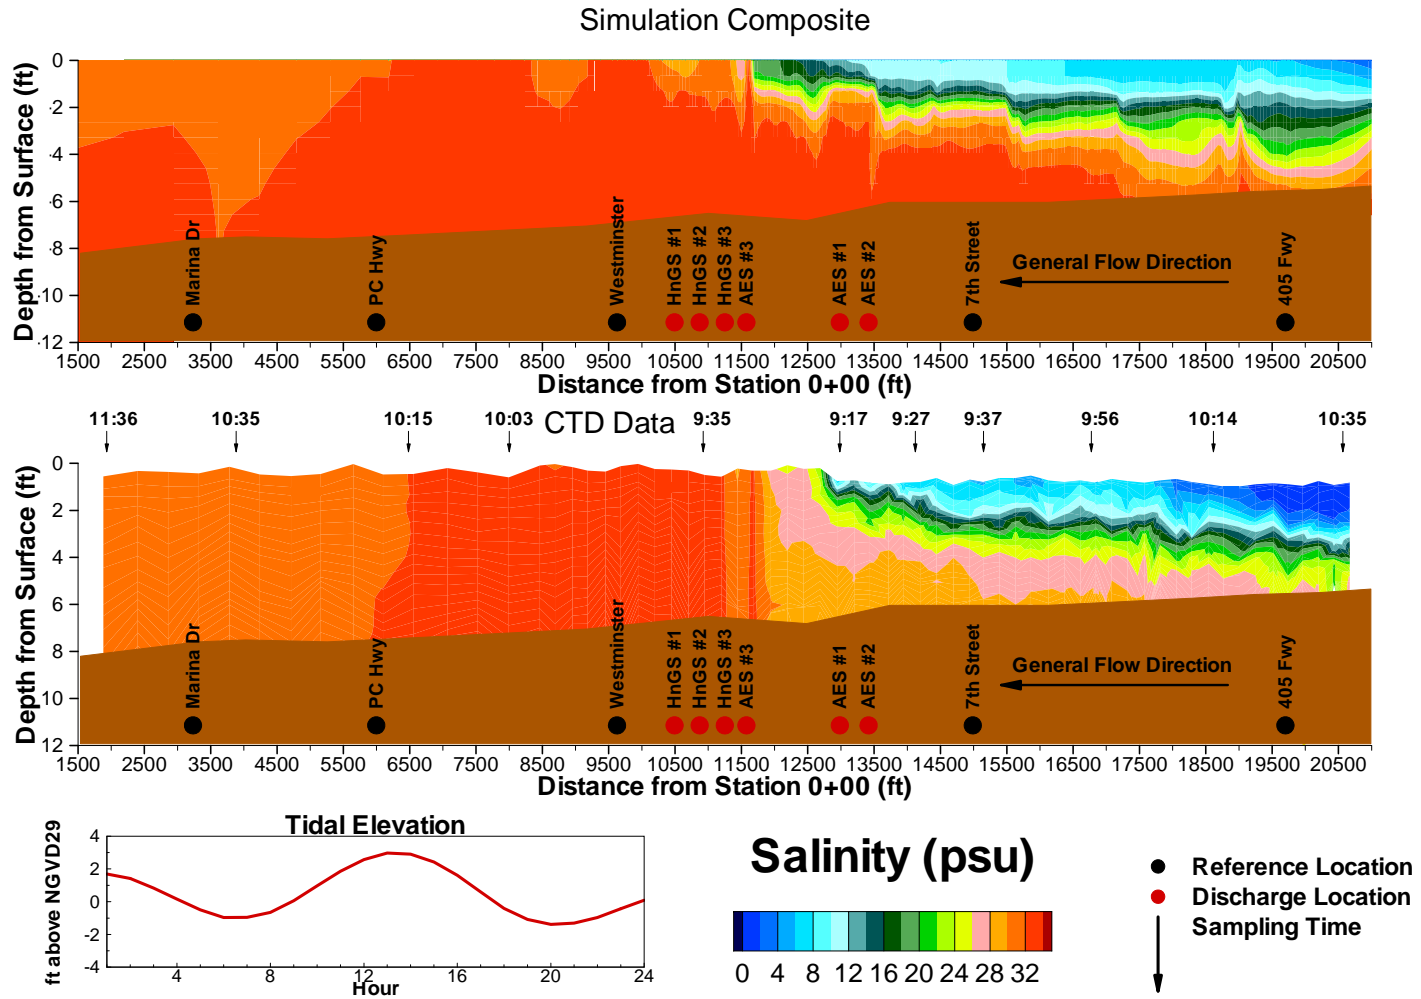 Simulation Composite
Depth from Surface (ft)
0
-2
-4
-6
-8
-10
-12
Marina Dr
PC Hwy
Westminster
HnGS #1
HnGS #2
HnGS #3
AES #3
AES #1
AES #2
7th Street
405 Fwy
General Flow Direction
1500 2500 3500 4500 5500 6500 7500 8500 9500 10500 11500 12500 13500 14500 15500 16500 17500 18500 19500 20500
Distance from Station 0+00 (ft)
11:36 10:35 10:15 10:03 9:35 9:17 9:27 9:37 9:56 10:14 10:35
CTD Data
Depth from Surface (ft)
0
2
4
6
8
10
12
Marina Dr
PC Hwy
Westminster
HnGS #1
HnGS #2
HnGS #3
AES #3
AES #1
AES #2
7th Street
405 Fwy
General Flow Direction
1500 2500 3500 4500 5500 6500 7500 8500 9500 10500 11500 12500 13500 14500 15500 16500 17500 18500 19500 20500
Distance from Station 0+00 (ft)
Tidal Elevation
ft above NGVD29
4
2
0
-2
-4
4 8 12 16 20 24
Hour
Salinity (psu)
0 4 8 12 16 20 24 28 32
Reference Location
Discharge Location
Sampling Time